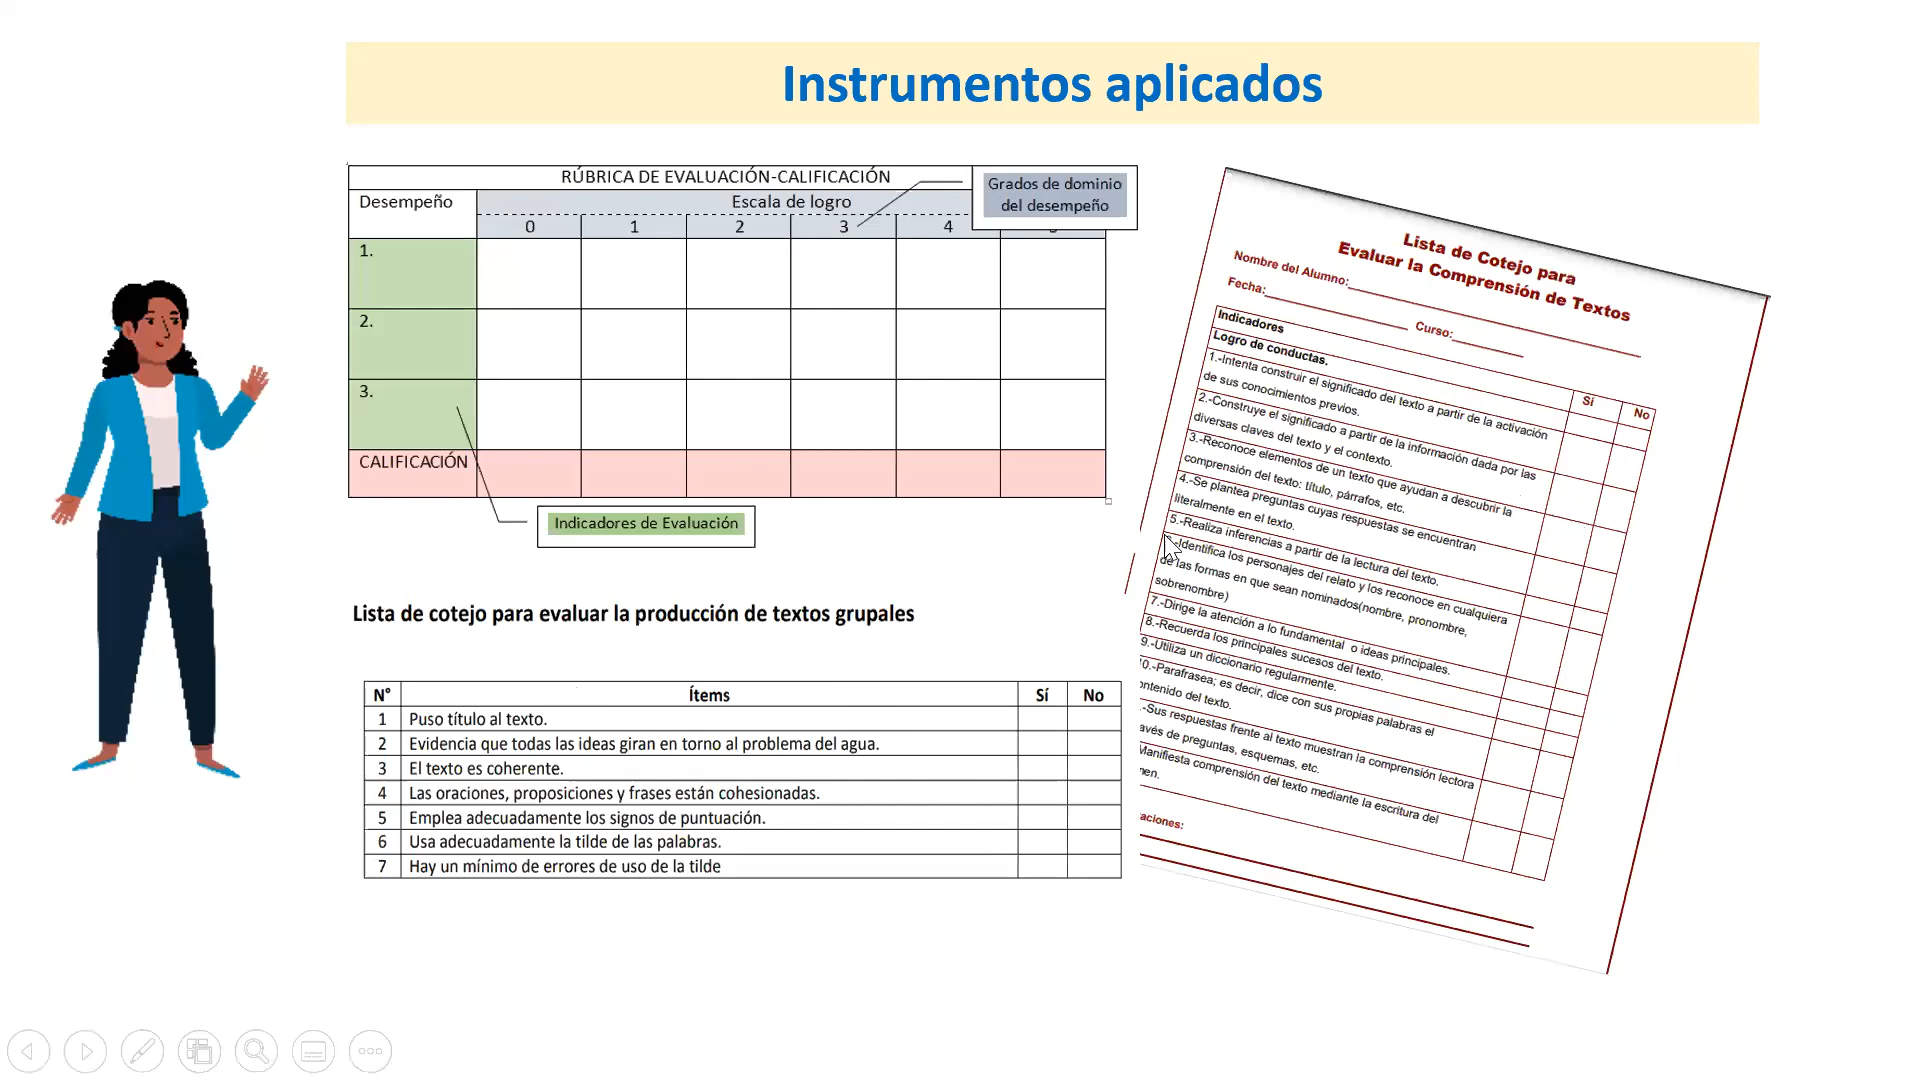 Instrumentos aplicados
RÚBRICA DE EVALUACIÓN-CALIFICACIÓN
Desempeño
Escala de logro
0 1 2 3 4
Grados de dominio
del desempeño
1.
2.
3.
CALIFICACIÓN
Indicadores de Evaluación
Lista de cotejo para evaluar la producción de textos grupales
N° Ítems Sí No
1 Puso título al texto.
2 Evidencia que todas las ideas giran en torno al problema del agua.
3 El texto es coherente.
4 Las oraciones, proposiciones y frases están cohesionadas.
5 Emplea adecuadamente los signos de puntuación.
6 Usa adecuadamente la tilde de las palabras.
7 Hay un mínimo de errores de uso de la tilde
Lista de Cotejo para
Evaluar la Comprensión de Textos
Nombre del Alumno:
Fecha: Curso:
Indicadores
Logro de conductas. Si No
1.-Intenta construir el significado del texto a partir de la activación
de sus conocimientos previos.
2.-Construye el significado a partir de la información dada por las
diversas claves del texto y el contexto.
3.-Reconoce elementos de un texto que ayudan a descubrir la
comprensión del texto: título, párrafos, etc.
4.-Se plantea preguntas cuyas respuestas se encuentran
literalmente en el texto.
5.-Realiza inferencias a partir de la lectura del texto.
.-Identifica los personajes del relato y los reconoce en cualquiera
de las formas en que sean nominados(nombre, pronombre,
sobrenombre)
7.-Dirige la atención a lo fundamental o ideas principales.
8.-Recuerda los principales sucesos del texto.
9.-Utiliza un diccionario regularmente.
0.-Parafrasea; es decir, dice con sus propias palabras el
ontenido del texto.
.-Sus respuestas frente al texto muestran la comprensión lectora
avés de preguntas, esquemas, etc.
Manifiesta comprensión del texto mediante la escritura del
men.
aciones: